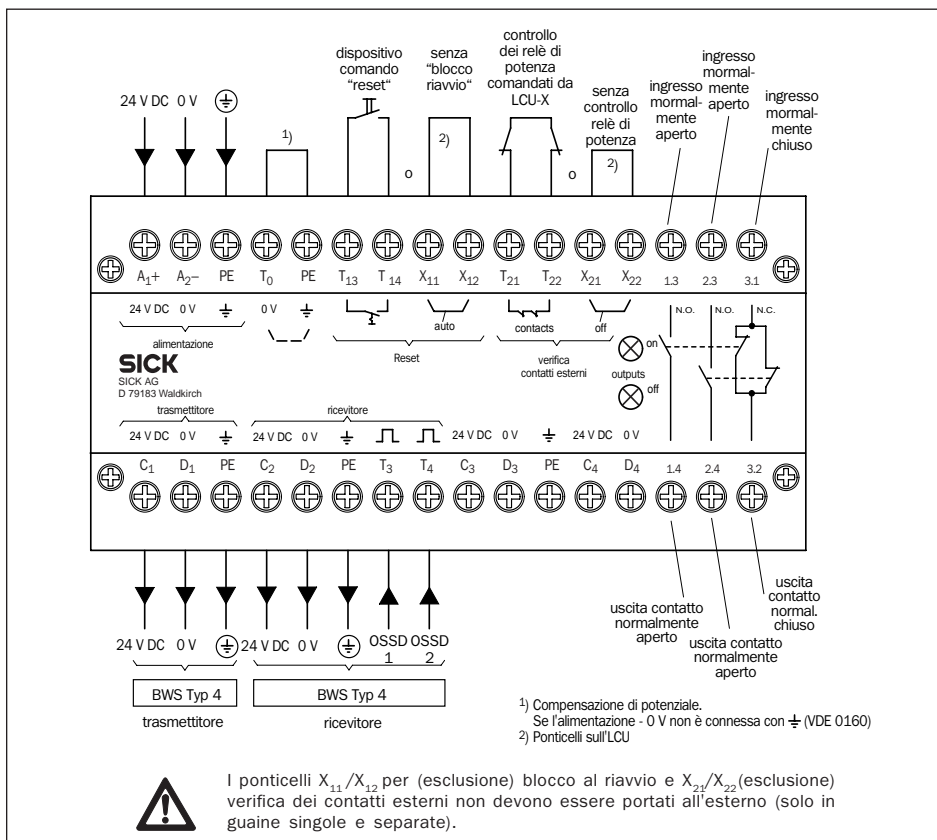 dispositivo
comando
"reset"
senza
"blocco
riavvio"
controllo
dei relè di
potenza
comandati da
LCU-X
senza
controllo
relè di
potenza
ingresso
mormal-
mente
aperto
ingresso
mormal-
mente
aperto
ingresso
mormal-
mente
chiuso
24 V DC 0 V
1)
2)
o
o
2)
A1+ A2– PE T0 PE T13 T 14 X11 X12 T21 T22 X21 X22 1.3 2.3 3.1
24 V DC 0 V 0 V auto contacts off N.O. N.O. N.C.
alimentazione
Reset
verifica
contatti esterni
on
outputs
off
SICK
SICK AG
D 79183 Waldkirch
trasmettitore ricevitore
24 V DC 0 V 24 V DC 0 V 24 V DC 0 V 24 V DC 0 V
C1 D1 PE C2 D2 PE T3 T4 C3 D3 PE C4 D4 1.4 2.4 3.2
24 V DC 0 V 24 V DC 0 V OSSD OSSD
1 2
BWS Typ 4 BWS Typ 4
trasmettitore ricevitore
uscita contatto
normalmente
aperto
uscita contatto
normalmente
aperto
uscita
contatto
normal.
chiuso
1) Compensazione di potenziale.
Se l'alimentazione - 0 V non è connessa con ⏚ (VDE 0160)
2) Ponticelli sull'LCU
I ponticelli X11/X12 per (esclusione) blocco al riavvio e X21/X22(esclusione)
verifica dei contatti esterni non devono essere portati all'esterno (solo in
guaine singole e separate).